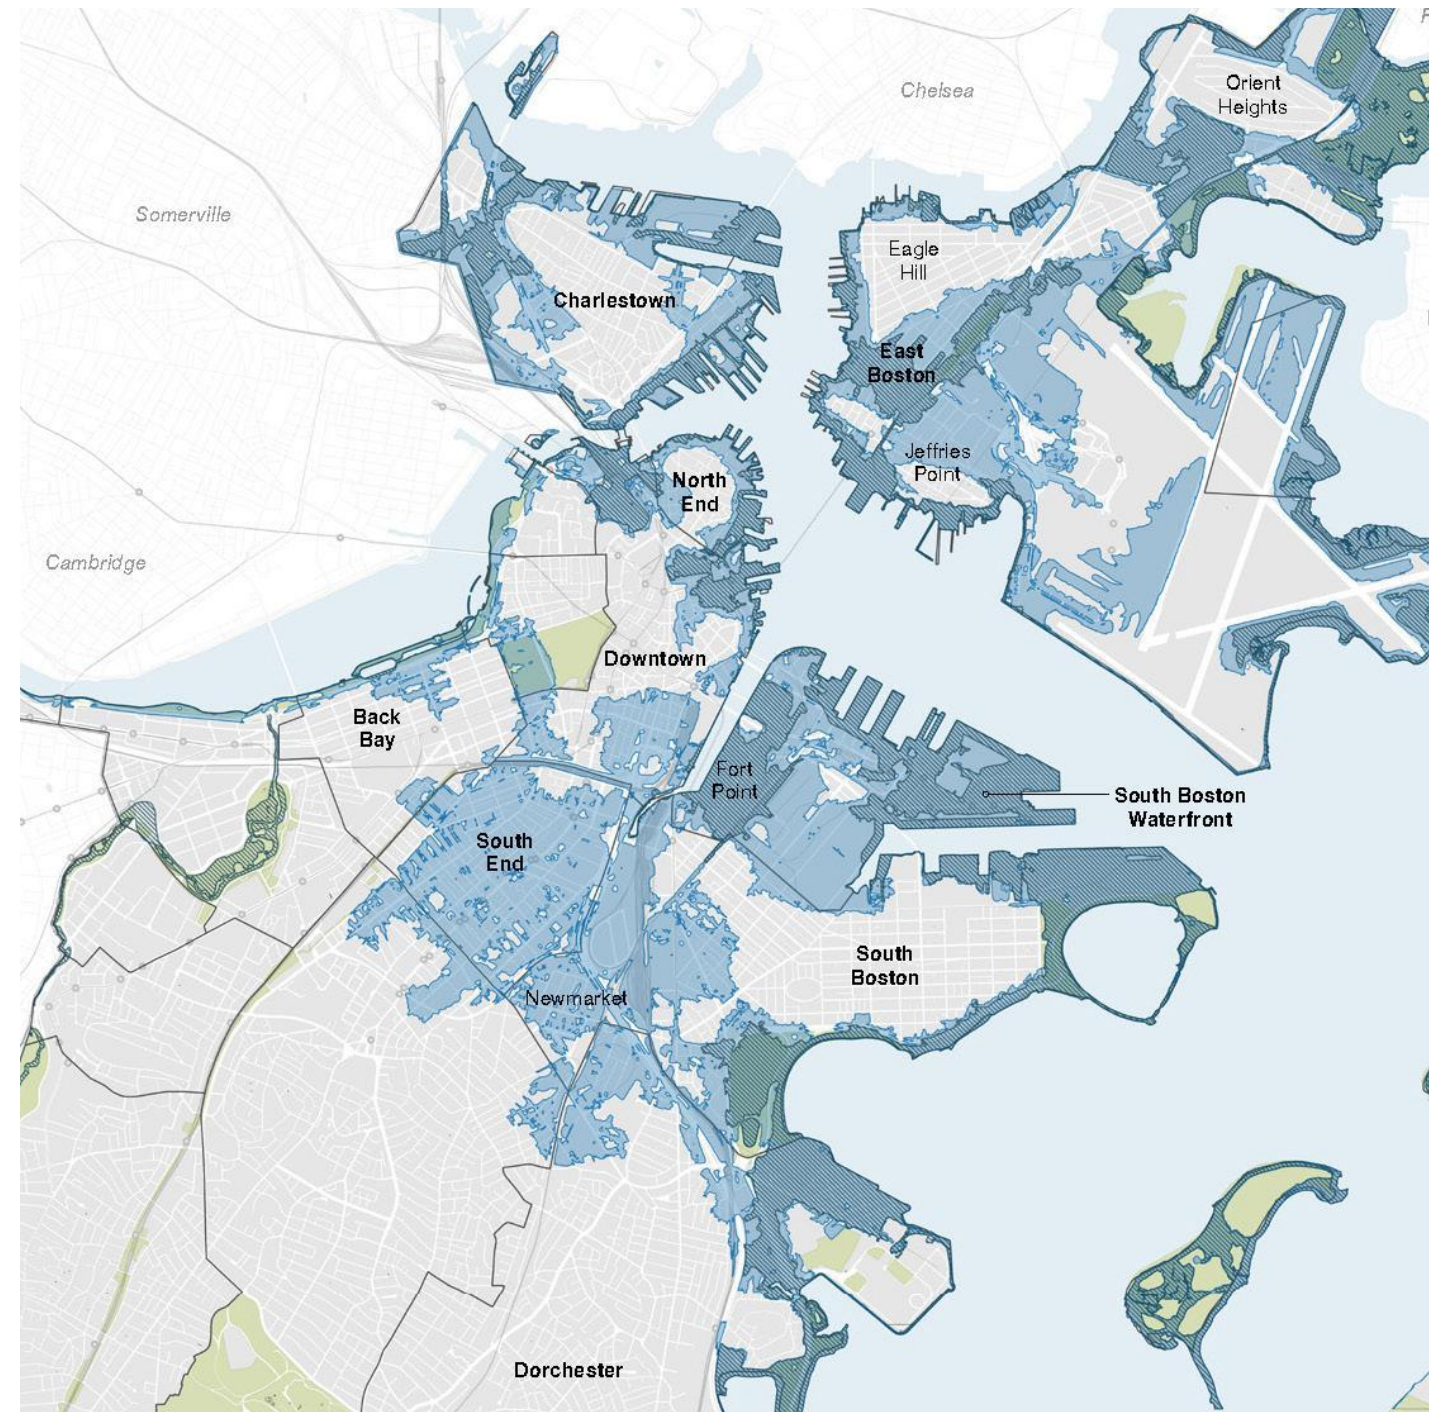 Orient
Heights
Chelsea
Somerville
Eagle
Hill
Charlestown
East
Boston
Jeffries
Point
North
End
Cambridge
Downtown
Back
Bay
Fort
Point
South Boston
Waterfront
South
End
South
Boston
Newmarket
Dorchester